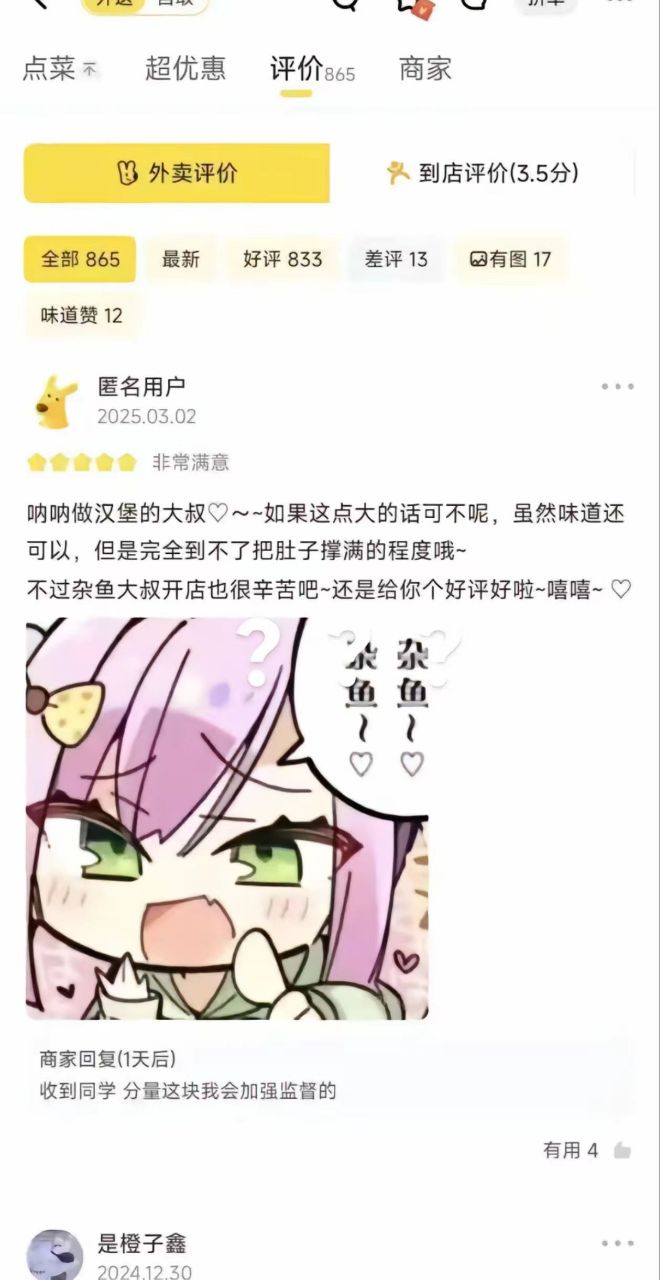 外送 自取
拼单
点菜
超优惠
评价865
商家
外卖评价
到店评价(3.5分)
全部 865
最新
好评 833
差评 13
有图 17
味道赞 12
匿名用户
2025.03.02
非常满意
呐呐做汉堡的大叔♡～~如果这点大的话可不呢，虽然味道还
可以，但是完全到不了把肚子撑满的程度哦~
不过杂鱼大叔开店也很辛苦吧~还是给你个好评好啦~嘻嘻~ ♡
?
杂鱼~♡
杂鱼~♡
商家回复(1天后)
收到同学 分量这块我会加强监督的
有用 4
是橙子鑫
2024.12.30